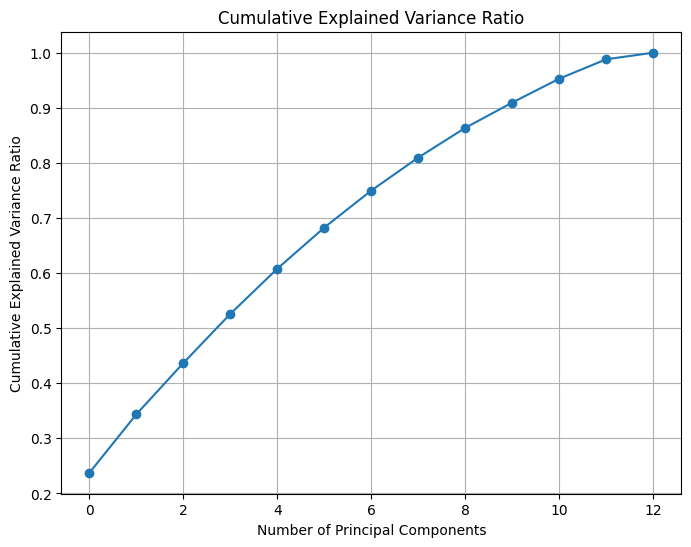 Cumulative Explained Variance Ratio
Cumulative Explained Variance Ratio
1.0
0.9
0.8
0.7
0.6
0.5
0.4
0.3
0.2
0 2 4 6 8 10 12
Number of Principal Components